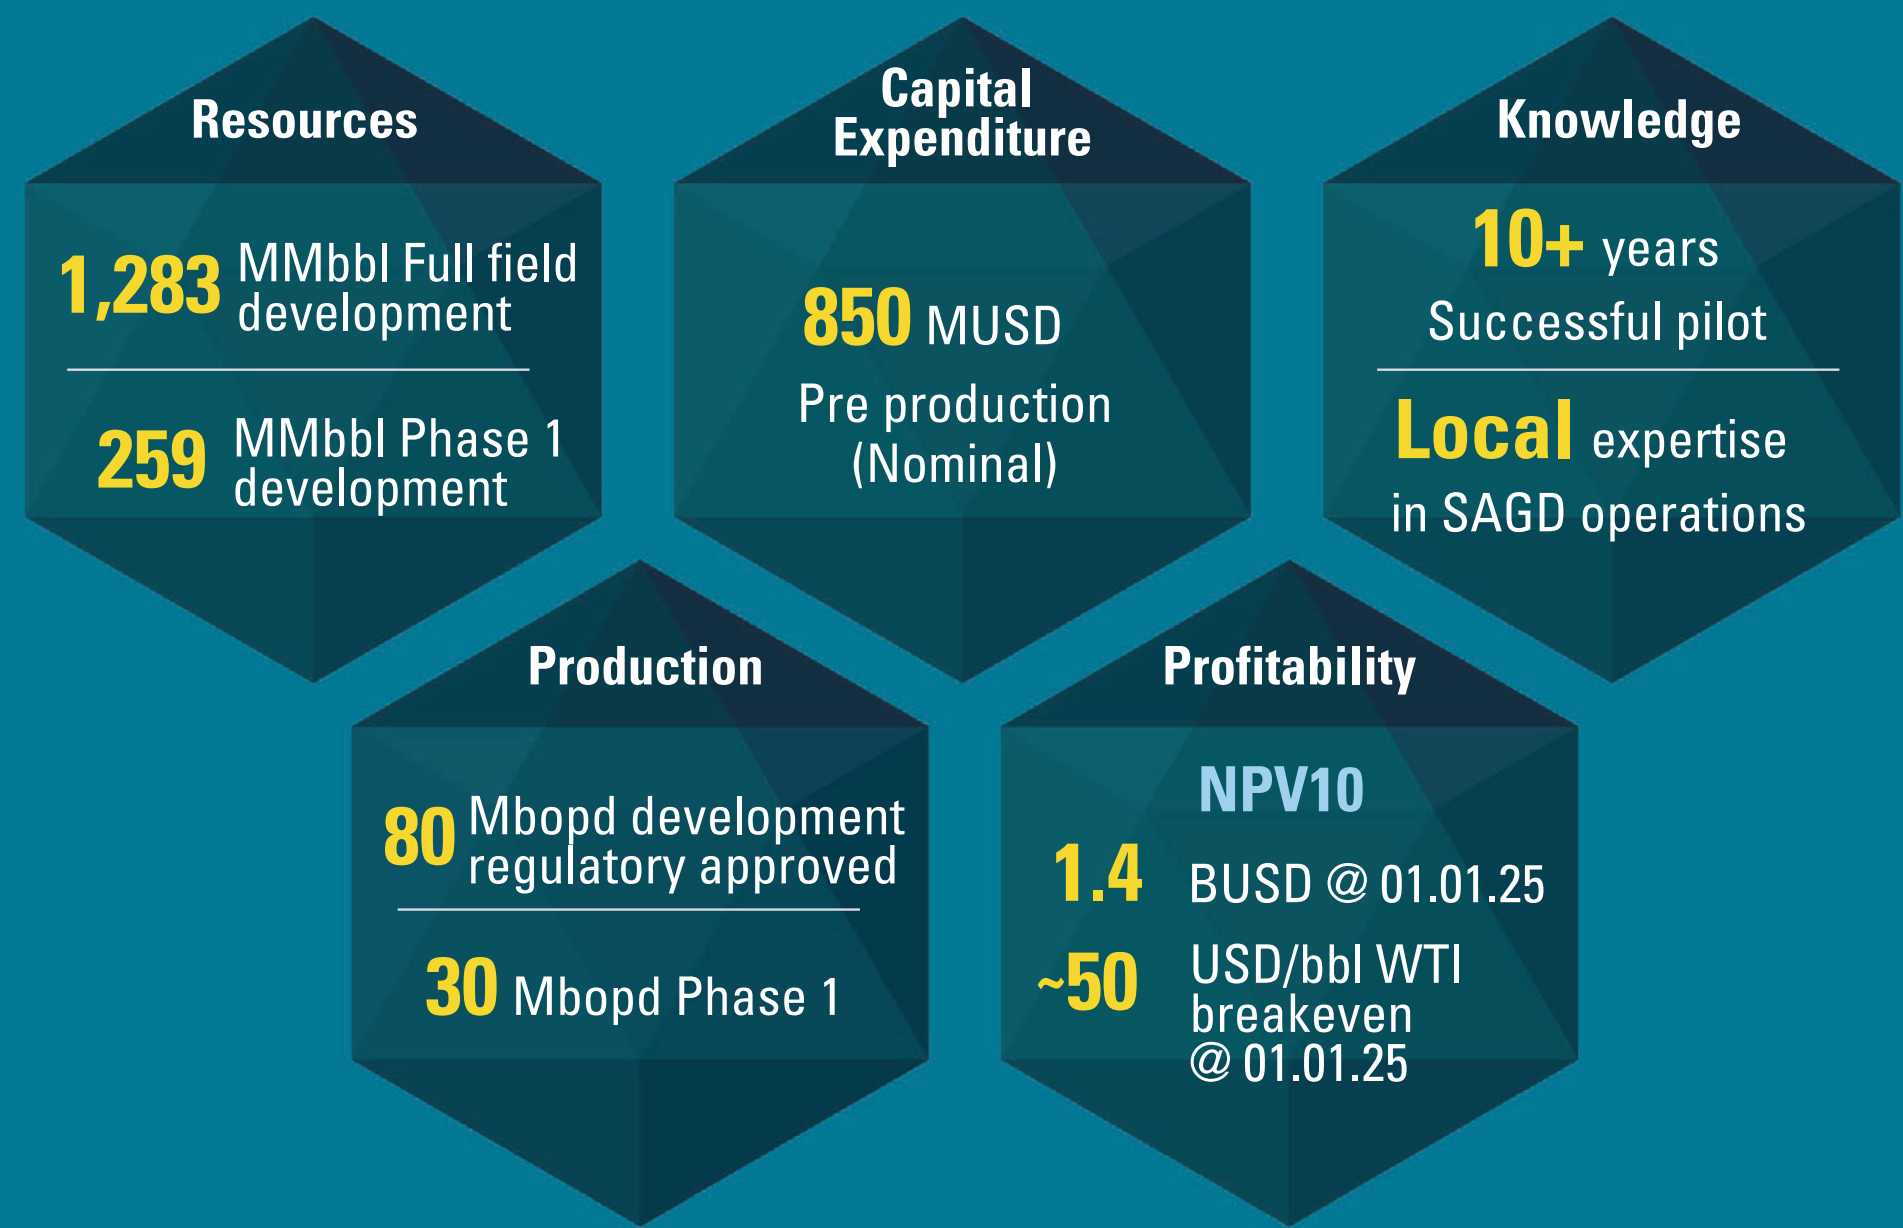 Resources
1,283 MMbbl Full field
development
259 MMbbl Phase 1
development
Capital
Expenditure
850 MUSD
Pre production
(Nominal)
Knowledge
10+ years
Successful pilot
Local expertise
in SAGD operations
Production
80 Mbopd development
regulatory approved
30 Mbopd Phase 1
Profitability
NPV10
1.4 BUSD @ 01.01.25
~50 USD/bbl WTI
breakeven
@ 01.01.25